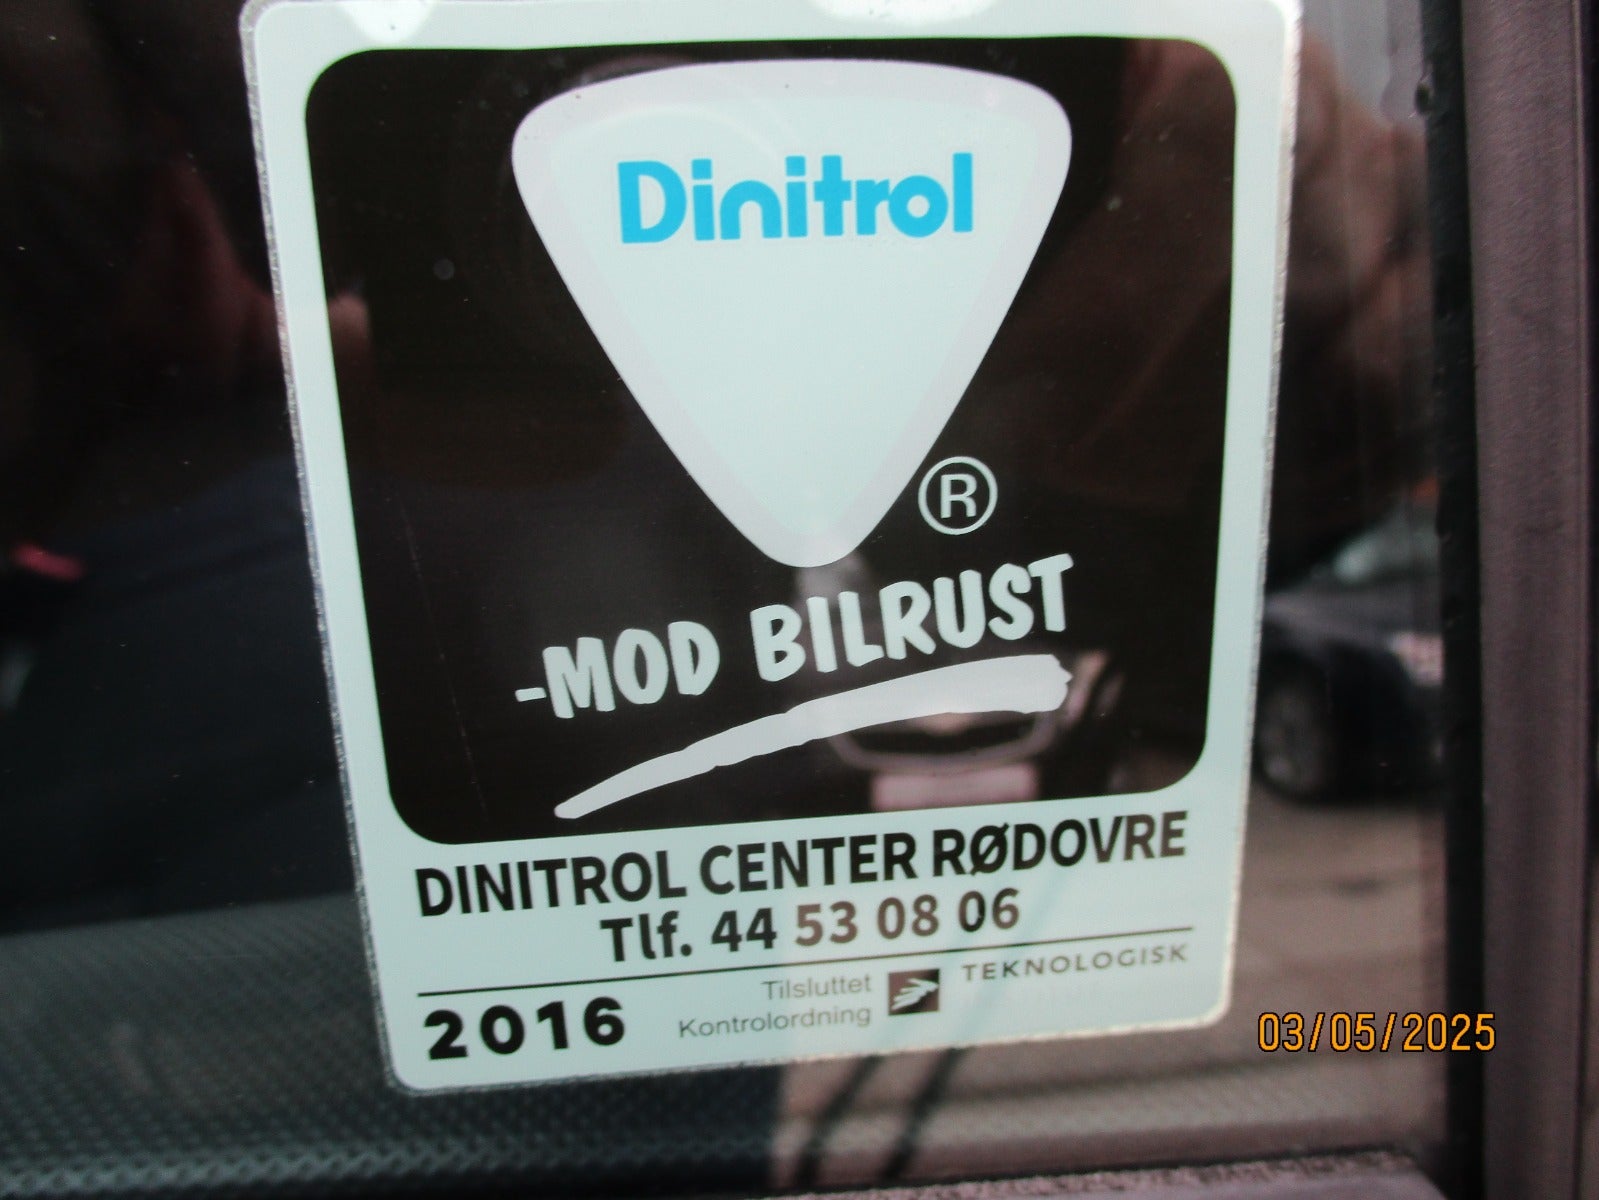 Dinitrol
®
-MOD BILRUST
DINITROL CENTER RØDOVRE
Tlf. 44 53 08 06
2016
Tilsluttet
Kontrolordning
TEKNOLOGISK
03/05/2025